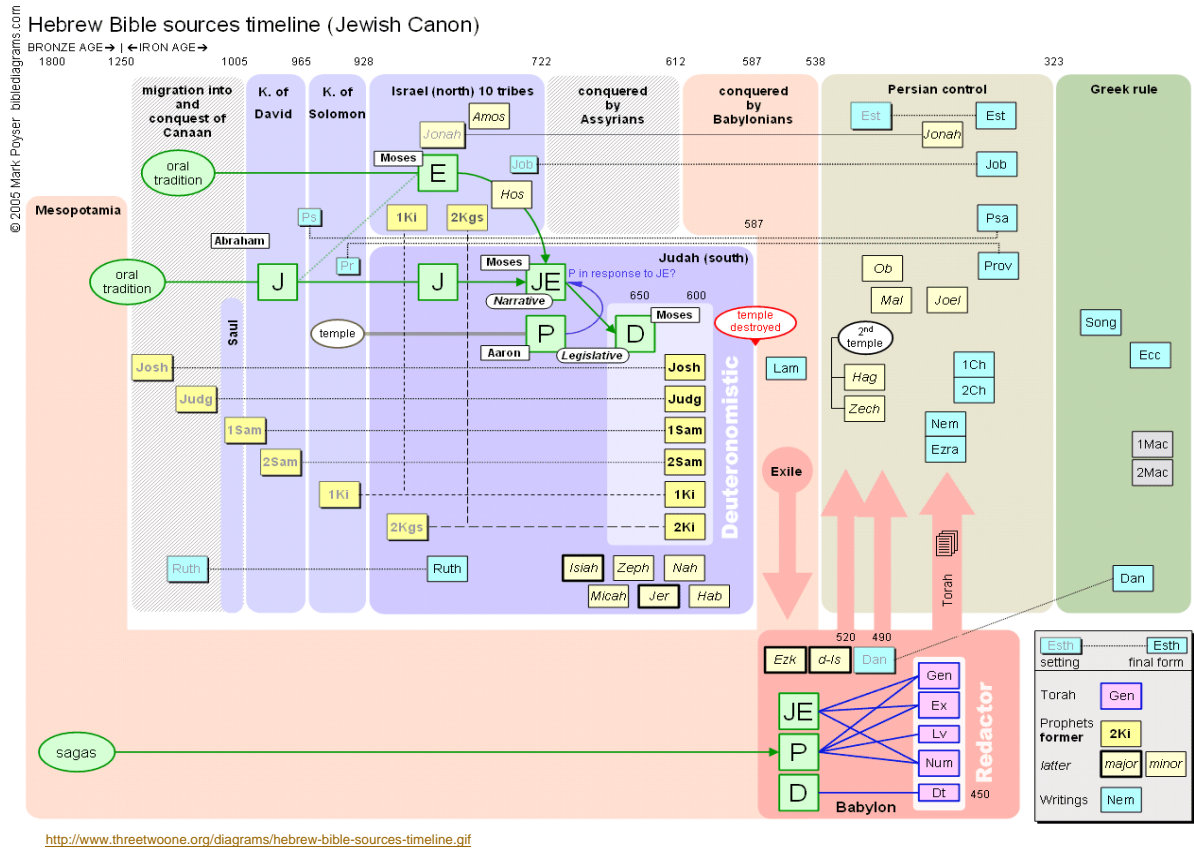 Hebrew Bible sources timeline (Jewish Canon)
© 2005 Mark Poyser biblediagrams.com
BRONZE AGE→ | ←IRON AGE→
1800 1250 1005 965 928 722 612 587 538 323
migration into
and
conquest of
Canaan
K. of
David
K. of
Solomon
Israel (north) 10 tribes
conquered
by
Assyrians
conquered
by
Babylonians
Persian control
Greek rule
Amos
Jonah
Jonah
Est
Est
Moses
E
oral
tradition
Job
Job
Hos
Mesopotamia
Ps
1Ki
2Kgs
Psa
587
Abraham
Pr
Prov
Judah (south)
oral
tradition
J
J
Moses
JE
P in response to JE?
Narrative
650
600
Ob
Mal
Joel
Saul
temple
P
D
Moses
Aaron
Legislative
temple
destroyed
2nd
temple
Song
Ecc
Josh
Josh
Lam
Hag
Zech
1Ch
2Ch
Judg
Judg
1Sam
1Sam
Nem
Ezra
2Sam
2Sam
1Mac
2Mac
1Ki
1Ki
2Kgs
2Ki
Deuteronomistic
Exile
Ruth
Ruth
Isiah
Zeph
Nah
Micah
Jer
Hab
Torah
Dan
520
490
Ezk
d-Is
Dan
Gen
Ex
Lv
Num
Dt
450
JE
P
D
sagas
Redactor
Babylon
Esth
Esth
setting
final form
Torah
Gen
Prophets
former
2Ki
latter
major
minor
Writings
Nem
http://www.threetwoone.org/diagrams/hebrew-bible-sources-timeline.gif